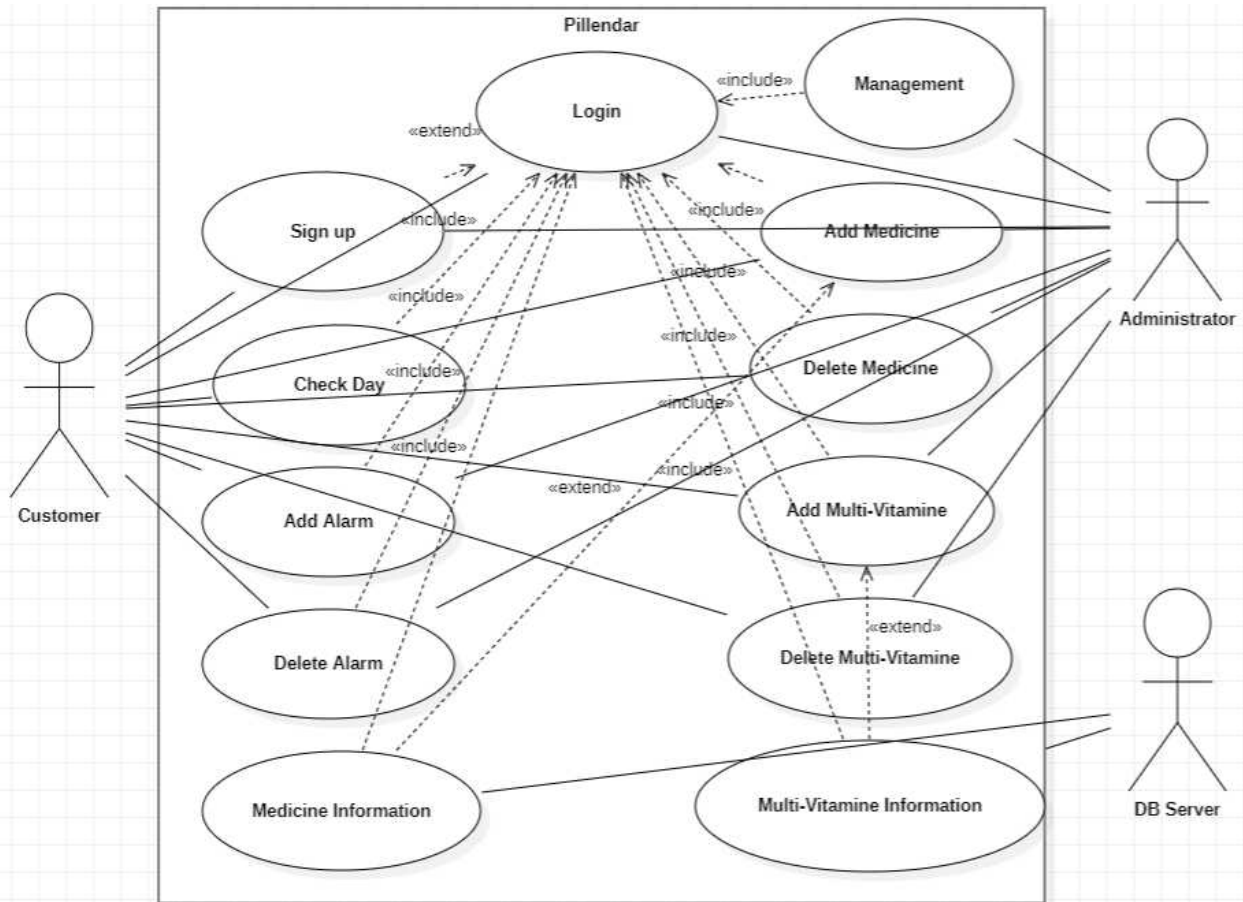 Pillendar
Login
Management
«include»
«extend»
Sign up
«include»
«include»
Add Medicine
Administrator
«include»
«include»
Check Day
«include»
Delete Medicine
«include»
«include»
«include»
«include»
«extend»
Customer
Add Alarm
Add Multi-Vitamine
«extend»
Delete Alarm
Delete Multi-Vitamine
Medicine Information
Multi-Vitamine Information
DB Server